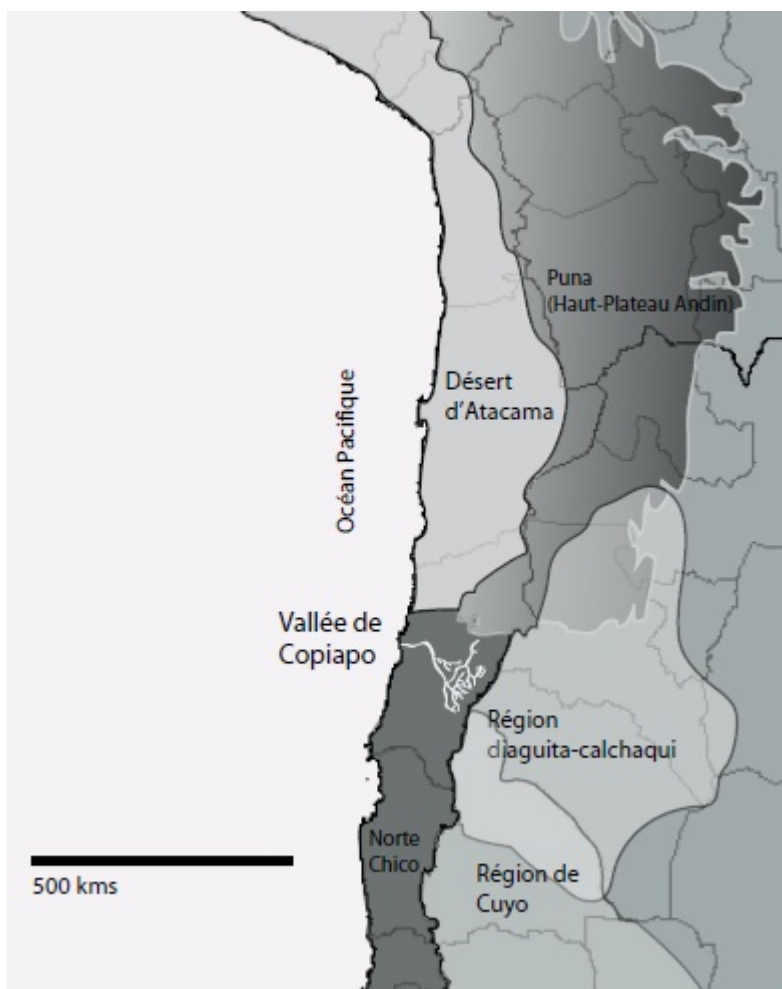 Puna
(Haut-Plateau Andin)
Désert
d'Atacama
Océan Pacifique
Vallée de
Copiapo
Région
diaguita-calchaqui
Norte
Chico
Région de
Cuyo
500 kms